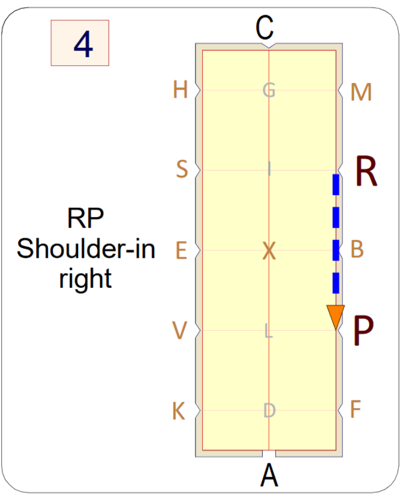 4
C
H G M
S I R
RP
Shoulder-in
right
E X B
V L P
K D F
A